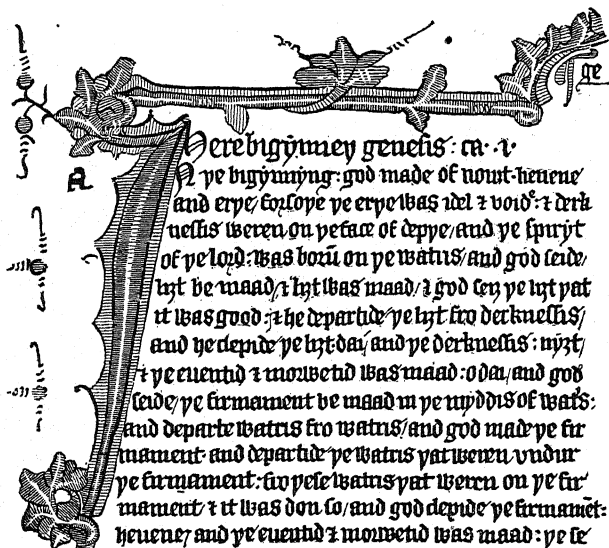 ge
Here bigyñneþ genesis: ca. i.
N þe bigynnyng: god made of nouȝt heuene
and erþe/ forsoþe þe erþe was idel ⁊ voide: ⁊ derk
nessis weren on þe face of depþe/ and þe spiryt
of þe lord: was borũ on þe watris/ and god seide/
liȝt be maad/ ⁊ liȝt was maad/ ⁊ god seiȝ þe liȝt þat
it was good: ⁊ he departide þe liȝt fro derknessis/
and he clepide þe liȝt· dai/ and þe derknessis: nyȝt/
⁊ þe euentid ⁊ morwetid was maad: o dai/ and god
seide/ þe firmament be maad in þe myddis of watˢs:
and departe watris fro watris/ and god made þe fir
mament· and departide þe watris þat weren vndur
þe firmament: fro þese watris þat weren on þe fir
mament/ ⁊ it was don so/ and god clepide þe firmamẽt:
heuene/ and þe euentid ⁊ morwetid was maad: þe se